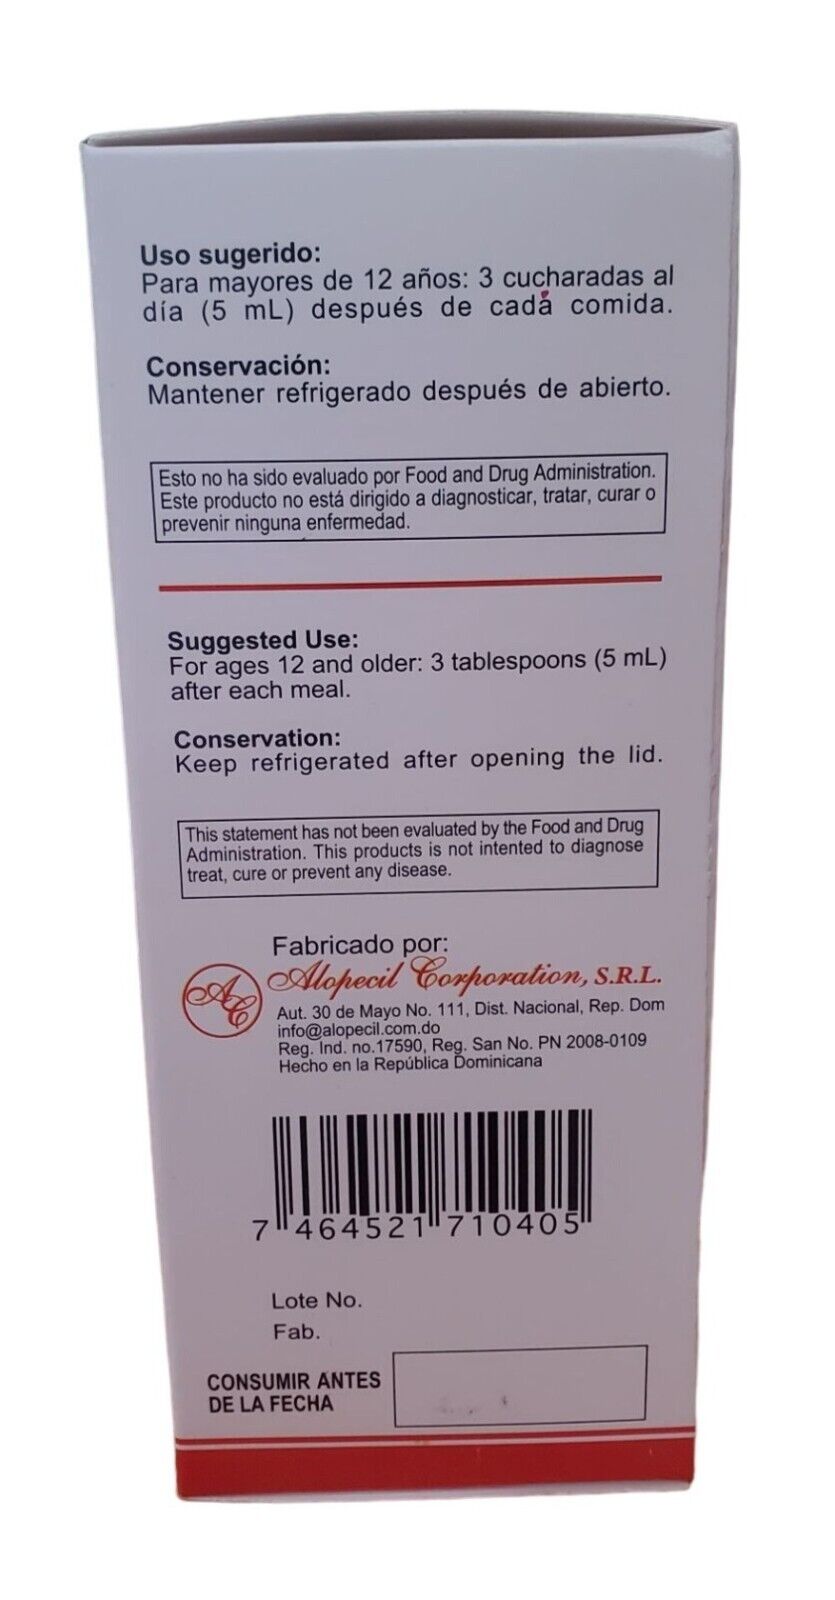 Uso sugerido:
Para mayores de 12 años: 3 cucharadas al
día (5 mL) después de cada comida.
Conservación:
Mantener refrigerado después de abierto.
Esto no ha sido evaluado por Food and Drug Administration.
Este producto no está dirigido a diagnosticar, tratar, curar o
prevenir ninguna enfermedad.
Suggested Use:
For ages 12 and older: 3 tablespoons (5 mL)
after each meal.
Conservation:
Keep refrigerated after opening the lid.
This statement has not been evaluated by the Food and Drug
Administration. This products is not intented to diagnose
treat, cure or prevent any disease.
Fabricado por:
AC Alopecil Corporation, S.R.L.
Aut. 30 de Mayo No. 111, Dist. Nacional, Rep. Dom
info@alopecil.com.do
Reg. Ind. no.17590, Reg. San No. PN 2008-0109
Hecho en la República Dominicana
7 464521 710405
Lote No.
Fab.
CONSUMIR ANTES
DE LA FECHA